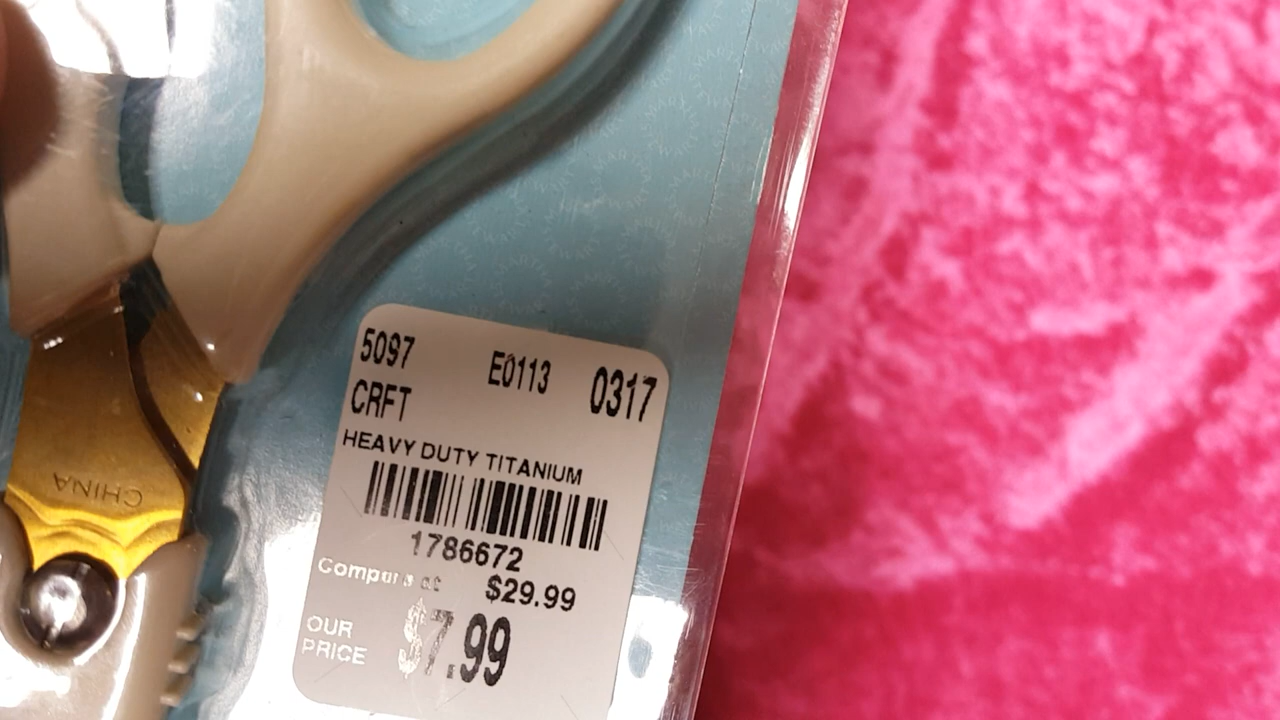 5097 E0113 0317
CRFT
HEAVY DUTY TITANIUM
1786672
Compare at $29.99
OUR PRICE $7.99
CHINA